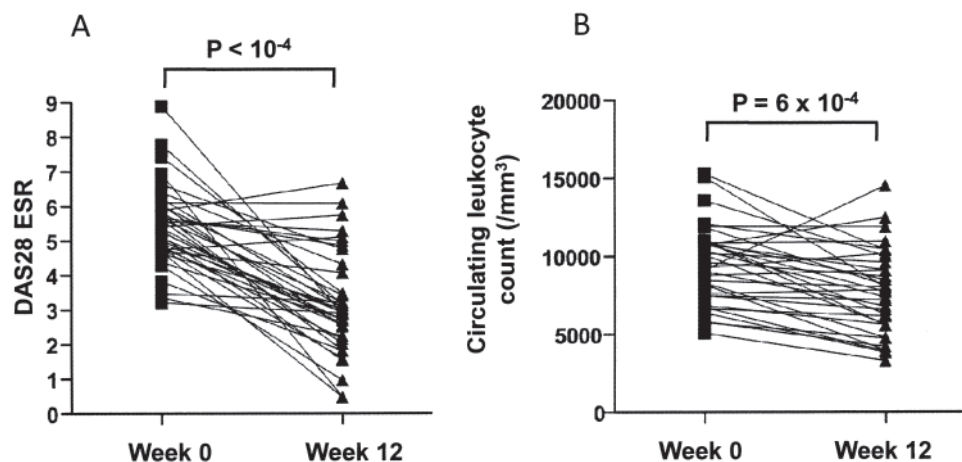 A
P < 10⁻⁴
DAS28 ESR
9
8
7
6
5
4
3
2
1
0
Week 0 Week 12
B
P = 6 x 10⁻⁴
Circulating leukocyte
count (/mm³)
20000
15000
10000
5000
0
Week 0 Week 12